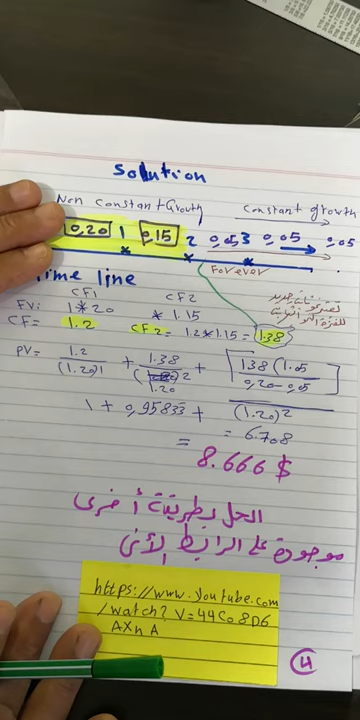 Solution
Non Constant Growth Constant growth
0,20 1 0,15 2 0,05 3 0,05 0,05
Forever
Time line
CF1 CF2
FV: 1*20 * 1.15
CF = 1.2 CF2 = 1.2*1.15 = 1.38
PV = 1.2/(1.20)1 + 1.38/(1.20)2 + [1.38(1.05 / 0,20-0,05]
1 + 0,95833 + (1.20)2
= 6.708
= 8.666 $
الحل بطريقة أخرى
موجودة على الرابط الأتى
https://www.youtube.com
/watch?V=44Co8D6
AXnA
4